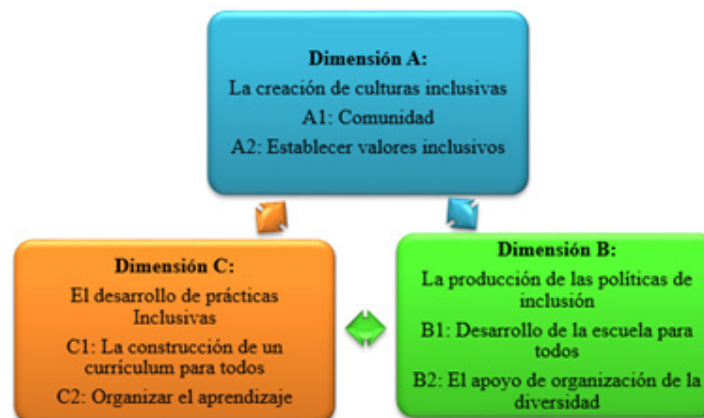 Dimensión A:
La creación de culturas inclusivas
A1: Comunidad
A2: Establecer valores inclusivos
Dimensión C:
El desarrollo de prácticas
Inclusivas
C1: La construcción de un
currículum para todos
C2: Organizar el aprendizaje
Dimensión B:
La producción de las políticas de
inclusión
B1: Desarrollo de la escuela para
todos
B2: El apoyo de organización de la
diversidad